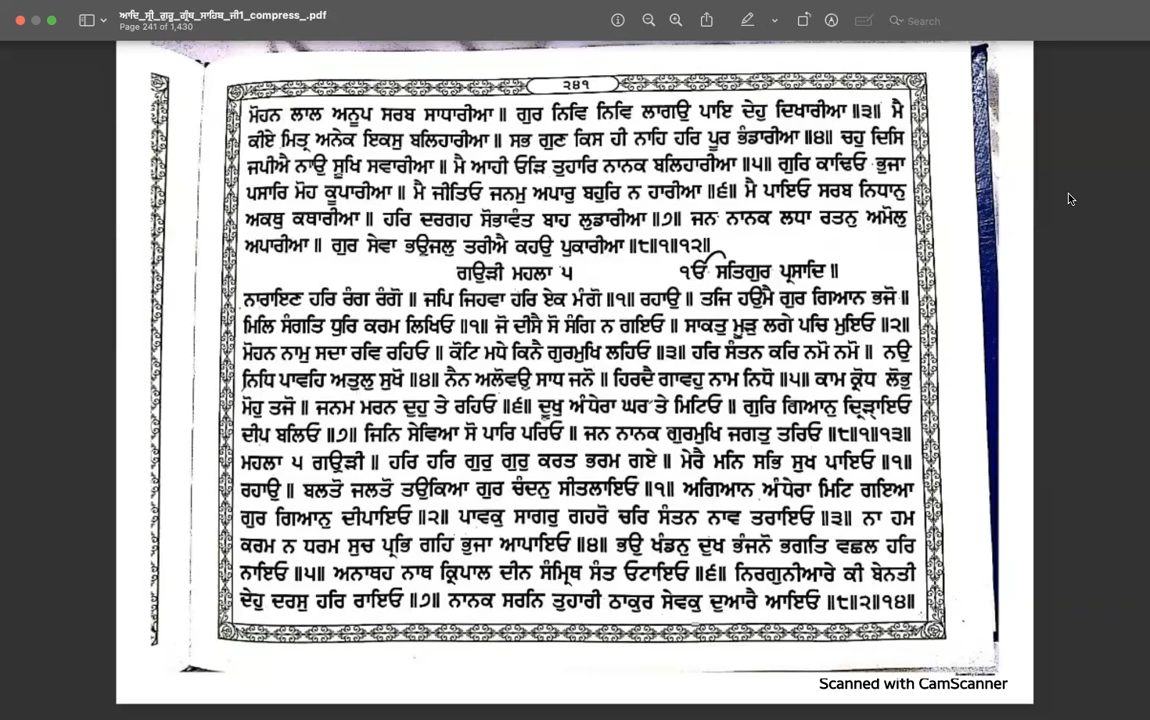 ਆਦਿ_ਸ੍ਰੀ_ਗੁਰੂ_ਗ੍ਰੰਥ_ਸਾਹਿਬ_ਜੀ1_compress_.pdf
Page 241 of 1,430
Search
੨੪੧
ਮੋਹਨ ਲਾਲ ਅਨੂਪ ਸਰਬ ਸਾਧਾਰੀਆ ॥ ਗੁਰ ਨਿਵਿ ਨਿਵਿ ਲਾਗਉ ਪਾਇ ਦੇਹੁ ਦਿਖਾਰੀਆ ॥੩॥ ਮੈ
ਕੀਏ ਮਿਤ੍ਰ ਅਨੇਕ ਇਕਸੁ ਬਲਿਹਾਰੀਆ ॥ ਸਭ ਗੁਣ ਕਿਸ ਹੀ ਨਾਹਿ ਹਰਿ ਪੂਰ ਭੰਡਾਰੀਆ ॥੪॥ ਚਹੁ ਦਿਸਿ
ਜਪੀਐ ਨਾਉ ਸੂਖਿ ਸਵਾਰੀਆ ॥ ਮੈ ਆਹੀ ਓੜਿ ਤੁਹਾਰਿ ਨਾਨਕ ਬਲਿਹਾਰੀਆ ॥੫॥ ਗੁਰਿ ਕਾਢਿਓ ਭੁਜਾ
ਪਸਾਰਿ ਮੋਹ ਕੂਪਾਰੀਆ ॥ ਮੈ ਜੀਤਿਓ ਜਨਮੁ ਅਪਾਰੁ ਬਹੁਰਿ ਨ ਹਾਰੀਆ ॥੬॥ ਮੈ ਪਾਇਓ ਸਰਬ ਨਿਧਾਨੁ
ਅਕਥੁ ਕਥਾਰੀਆ ॥ ਹਰਿ ਦਰਗਹ ਸੋਭਾਵੰਤ ਬਾਹ ਲੁਡਾਰੀਆ ॥੭॥ ਜਨ ਨਾਨਕ ਲਧਾ ਰਤਨੁ ਅਮੋਲੁ
ਅਪਾਰੀਆ ॥ ਗੁਰ ਸੇਵਾ ਭਉਜਲੁ ਤਰੀਐ ਕਹਉ ਪੁਕਾਰੀਆ ॥੮॥੧॥੧੨॥
ਗਉੜੀ ਮਹਲਾ ੫ ੴ ਸਤਿਗੁਰ ਪ੍ਰਸਾਦਿ ॥
ਨਾਰਾਇਣ ਹਰਿ ਰੰਗ ਰੰਗੋ ॥ ਜਪਿ ਜਿਹਵਾ ਹਰਿ ਏਕ ਮੰਗੋ ॥੧॥ ਰਹਾਉ ॥ ਤਜਿ ਹਉਮੈ ਗੁਰ ਗਿਆਨ ਭਜੋ ॥
ਮਿਲਿ ਸੰਗਤਿ ਧੁਰਿ ਕਰਮ ਲਿਖਿਓ ॥੧॥ ਜੋ ਦੀਸੈ ਸੋ ਸੰਗਿ ਨ ਗਇਓ ॥ ਸਾਕਤੁ ਮੂੜੁ ਲਗੇ ਪਚਿ ਮੁਇਓ ॥੨॥
ਮੋਹਨ ਨਾਮੁ ਸਦਾ ਰਵਿ ਰਹਿਓ ॥ ਕੋਟਿ ਮਧੇ ਕਿਨੈ ਗੁਰਮੁਖਿ ਲਹਿਓ ॥੩॥ ਹਰਿ ਸੰਤਨ ਕਰਿ ਨਮੋ ਨਮੋ ॥ ਨਉ
ਨਿਧਿ ਪਾਵਹਿ ਅਤੁਲੁ ਸੁਖੋ ॥੪॥ ਨੈਨ ਅਲੋਵਉ ਸਾਧ ਜਨੋ ॥ ਹਿਰਦੈ ਗਾਵਹੁ ਨਾਮ ਨਿਧੋ ॥੫॥ ਕਾਮ ਕ੍ਰੋਧ ਲੋਭੁ
ਮੋਹੁ ਤਜੋ ॥ ਜਨਮ ਮਰਨ ਦੁਹੁ ਤੇ ਰਹਿਓ ॥੬॥ ਦੂਖੁ ਅੰਧੇਰਾ ਘਰ ਤੇ ਮਿਟਿਓ ॥ ਗੁਰਿ ਗਿਆਨੁ ਦ੍ਰਿੜਾਇਓ
ਦੀਪ ਬਲਿਓ ॥੭॥ ਜਿਨਿ ਸੇਵਿਆ ਸੋ ਪਾਰਿ ਪਰਿਓ ॥ ਜਨ ਨਾਨਕ ਗੁਰਮੁਖਿ ਜਗਤੁ ਤਰਿਓ ॥੮॥੧॥੧੩॥
ਮਹਲਾ ੫ ਗਉੜੀ ॥ ਹਰਿ ਹਰਿ ਗੁਰੁ ਗੁਰੁ ਕਰਤ ਭਰਮ ਗਏ ॥ ਮੇਰੈ ਮਨਿ ਸਭਿ ਸੁਖ ਪਾਇਓ ॥੧॥
ਰਹਾਉ ॥ ਬਲਤੋ ਜਲਤੋ ਤਉਕਿਆ ਗੁਰ ਚੰਦਨੁ ਸੀਤਲਾਇਓ ॥੧॥ ਅਗਿਆਨ ਅੰਧੇਰਾ ਮਿਟਿ ਗਇਆ
ਗੁਰ ਗਿਆਨੁ ਦੀਪਾਇਓ ॥੨॥ ਪਾਵਕੁ ਸਾਗਰੁ ਗਹਰੋ ਚਰਿ ਸੰਤਨ ਨਾਵ ਤਰਾਇਓ ॥੩॥ ਨਾ ਹਮ
ਕਰਮ ਨ ਧਰਮ ਸੁਚ ਪ੍ਰਭਿ ਗਹਿ ਭੁਜਾ ਆਪਾਇਓ ॥੪॥ ਭਉ ਖੰਡਨੁ ਦੁਖ ਭੰਜਨੋ ਭਗਤਿ ਵਛਲ ਹਰਿ
ਨਾਇਓ ॥੫॥ ਅਨਾਥਹ ਨਾਥ ਕ੍ਰਿਪਾਲ ਦੀਨ ਸੰਮ੍ਰਿਥ ਸੰਤ ਓਟਾਇਓ ॥੬॥ ਨਿਰਗੁਨੀਆਰੇ ਕੀ ਬੇਨਤੀ
ਦੇਹੁ ਦਰਸੁ ਹਰਿ ਰਾਇਓ ॥੭॥ ਨਾਨਕ ਸਰਨਿ ਤੁਹਾਰੀ ਠਾਕੁਰ ਸੇਵਕੁ ਦੁਆਰੈ ਆਇਓ ॥੮॥੨॥੧੪॥
Scanned with CamScanner